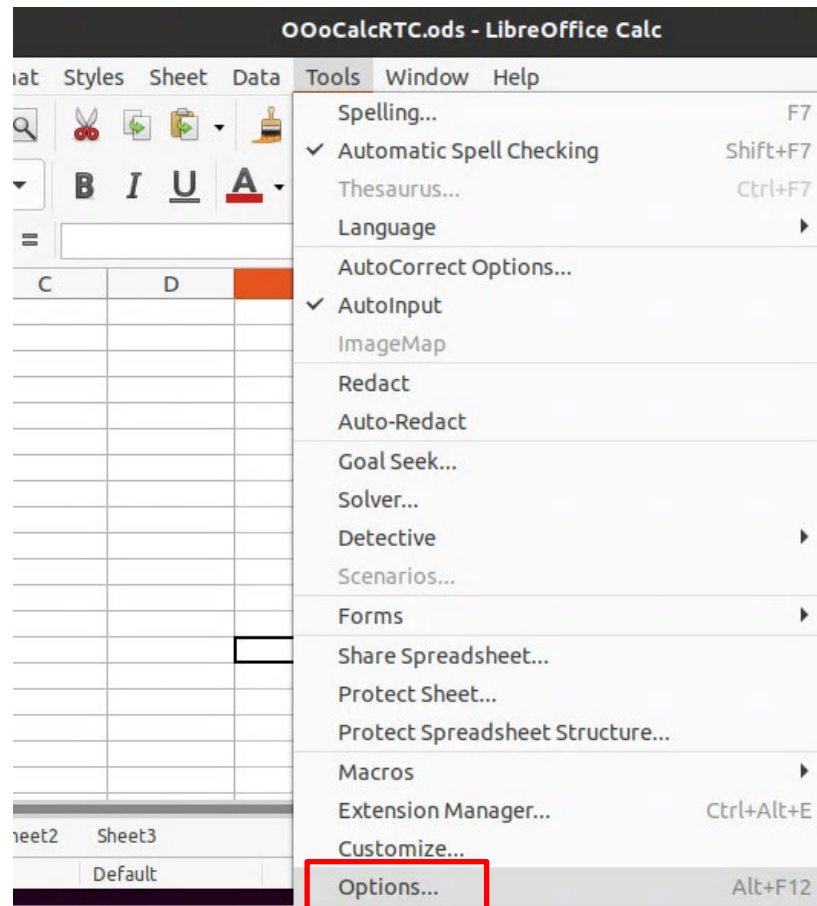 OOoCalcRTC.ods - LibreOffice Calc
Styles Sheet Data Tools Window Help
B I U A
=
C D
Spelling... F7
Automatic Spell Checking Shift+F7
Thesaurus... Ctrl+F7
Language
AutoCorrect Options...
AutoInput
ImageMap
Redact
Auto-Redact
Goal Seek...
Solver...
Detective
Scenarios...
Forms
Share Spreadsheet...
Protect Sheet...
Protect Spreadsheet Structure...
Macros
Extension Manager... Ctrl+Alt+E
Customize...
Options... Alt+F12
Sheet3
Default